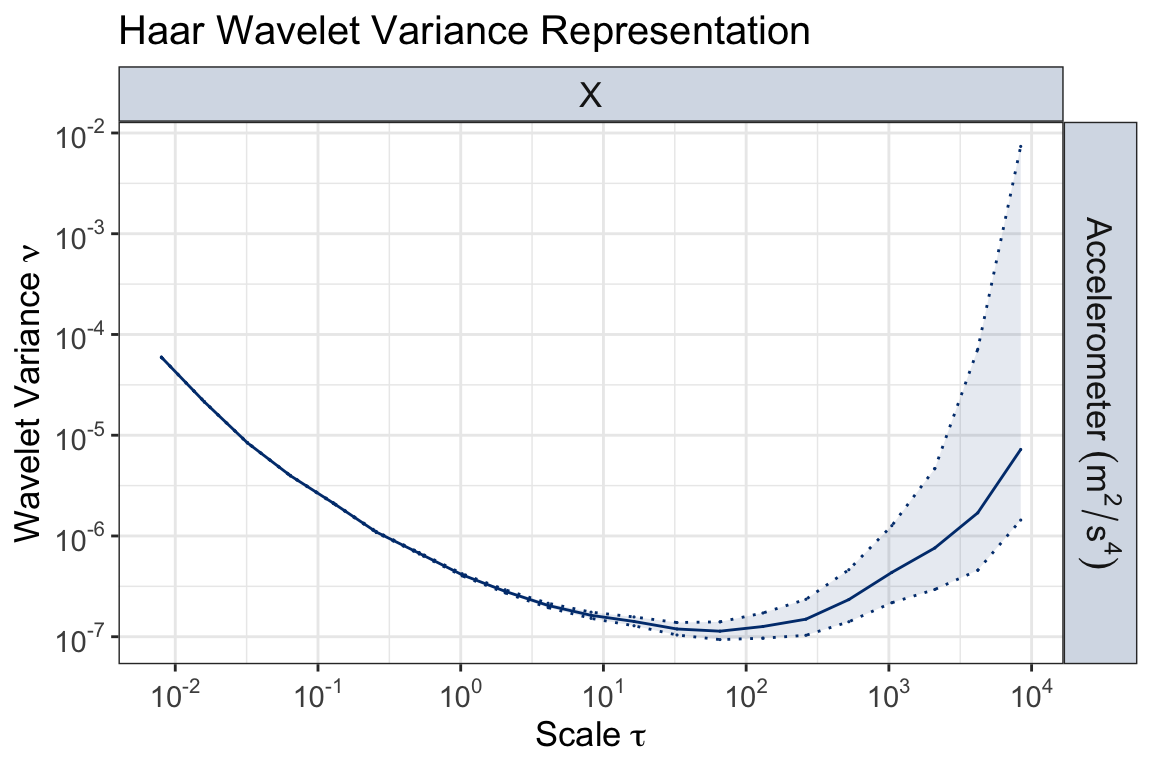 Haar Wavelet Variance Representation
X
Wavelet Variance ν
10⁻²
10⁻³
10⁻⁴
10⁻⁵
10⁻⁶
10⁻⁷
Accelerometer (m²/s⁴)
10⁻² 10⁻¹ 10⁰ 10¹ 10² 10³ 10⁴
Scale τ